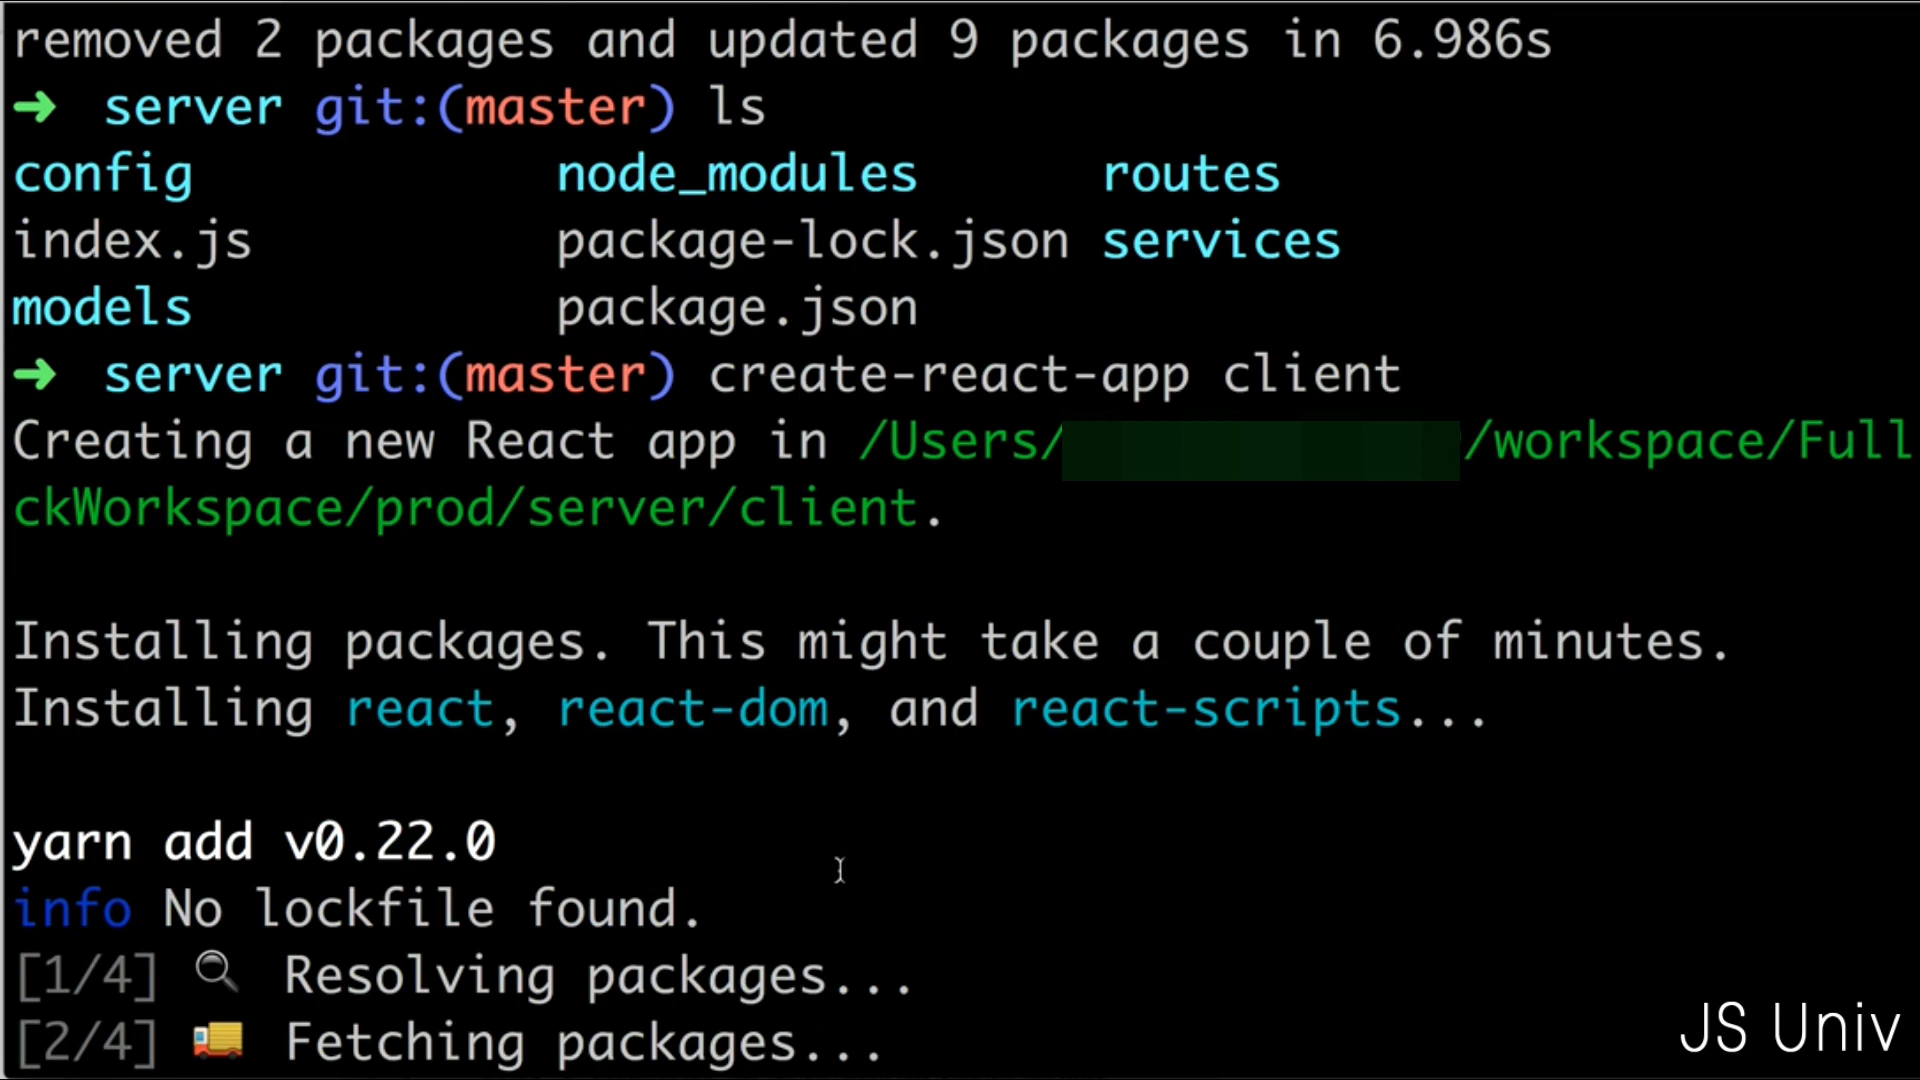 removed 2 packages and updated 9 packages in 6.986s
➜ server git:(master) ls
config node_modules routes
index.js package-lock.json services
models package.json
➜ server git:(master) create-react-app client
Creating a new React app in /Users/ /workspace/Full
ckWorkspace/prod/server/client.
Installing packages. This might take a couple of minutes.
Installing react, react-dom, and react-scripts...
yarn add v0.22.0
info No lockfile found.
[1/4] 🔍 Resolving packages...
[2/4] 🚚 Fetching packages...
JS Univ